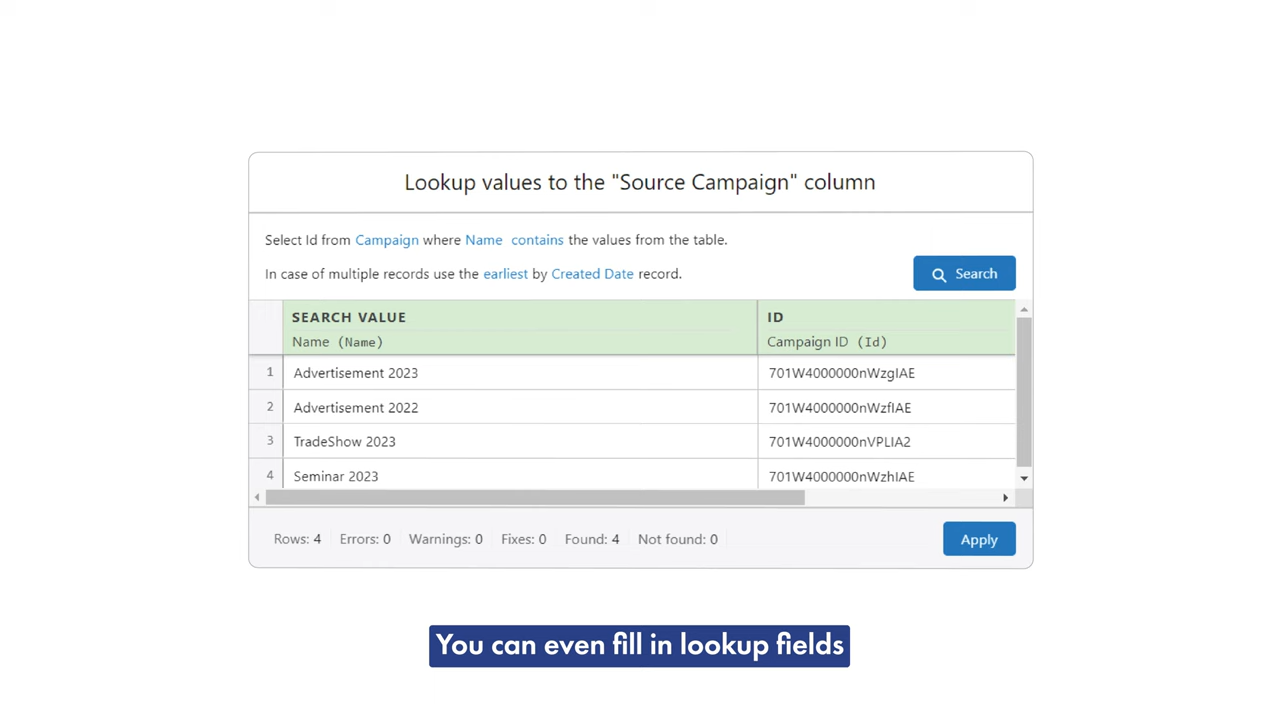 Lookup values to the "Source Campaign" column
Select Id from Campaign where Name contains the values from the table.
In case of multiple records use the earliest by Created Date record.
Search
SEARCH VALUE ID
Name (Name) Campaign ID (Id)
1 Advertisement 2023 701W4000000nWzgIAE
2 Advertisement 2022 701W4000000nWzfIAE
3 TradeShow 2023 701W4000000nVPLIA2
4 Seminar 2023 701W4000000nWzhIAE
Rows: 4 Errors: 0 Warnings: 0 Fixes: 0 Found: 4 Not found: 0
Apply
You can even fill in lookup fields